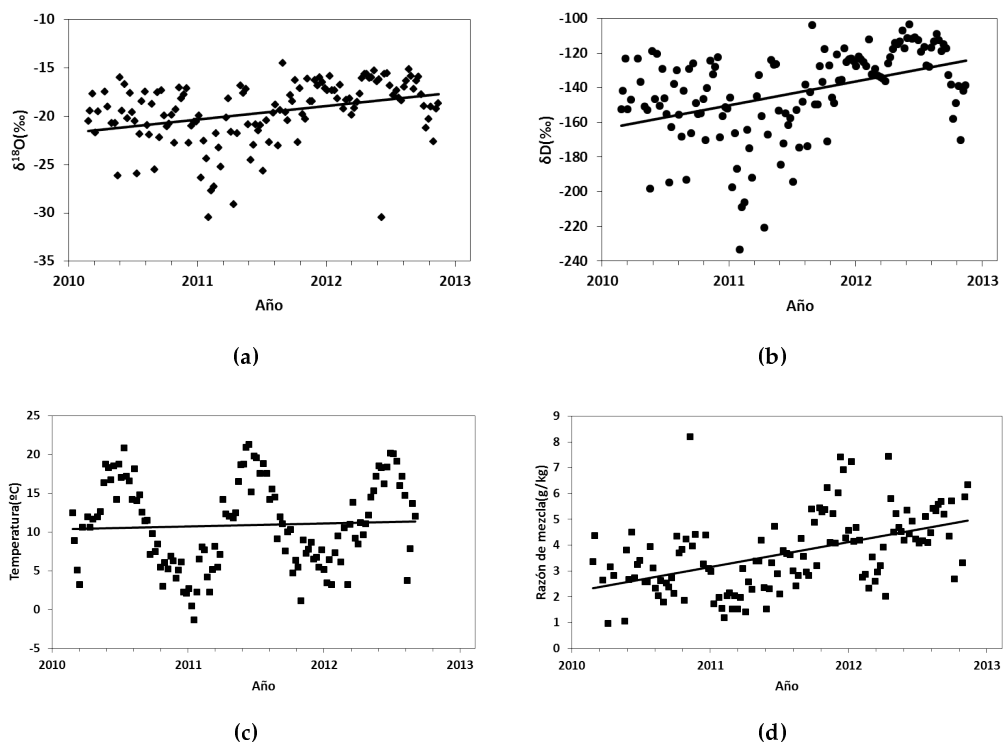 -10
-15
-20
-25
-30
-35
δ¹⁸O(‰)
2010 2011 2012 2013
Año
(a)
-100
-120
-140
-160
-180
-200
-220
-240
δD(‰)
2010 2011 2012 2013
Año
(b)
25
20
15
10
5
0
-5
Temperatura(ºC)
2010 2011 2012 2013
Año
(c)
9
8
7
6
5
4
3
2
1
0
Razón de mezcla(g/kg)
2010 2011 2012 2013
Año
(d)